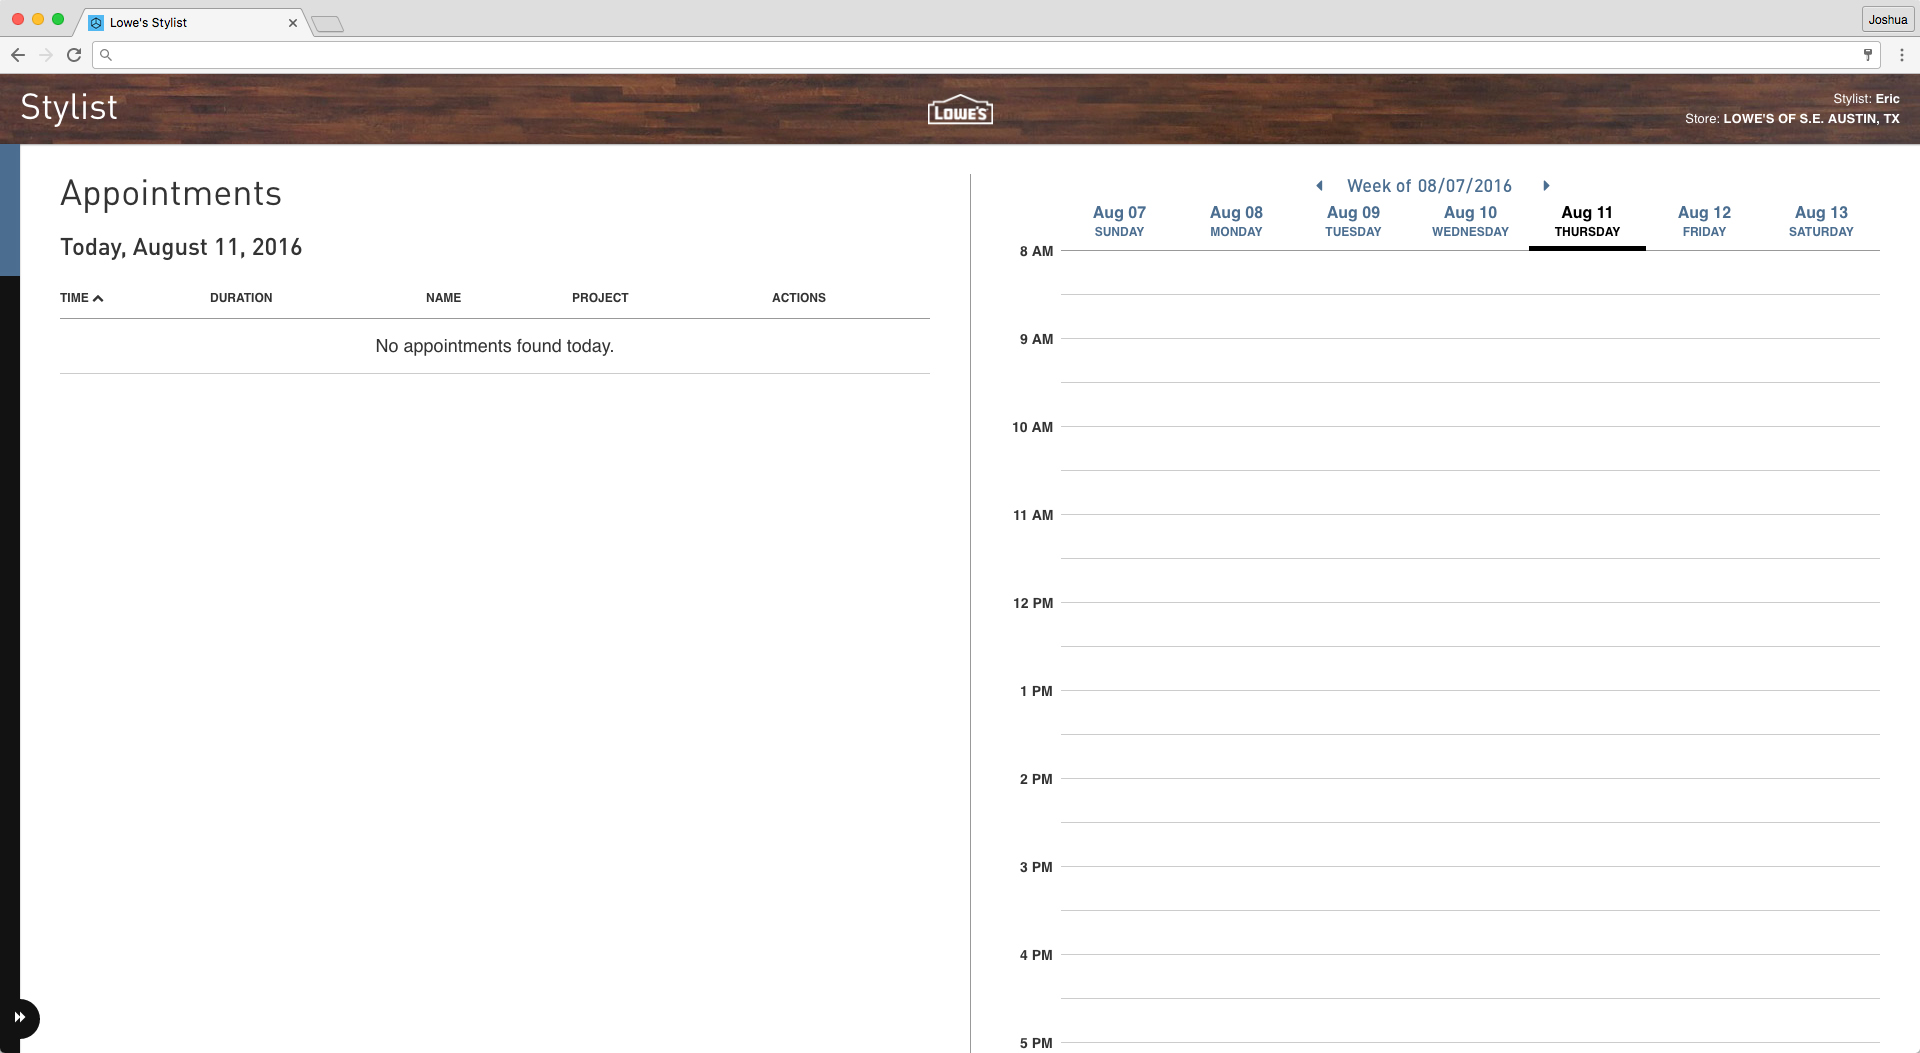 Lowe's Stylist
Joshua
Stylist
LOWE'S
Stylist: Eric
Store: LOWE'S OF S.E. AUSTIN, TX
Appointments
Today, August 11, 2016
TIME DURATION NAME PROJECT ACTIONS
No appointments found today.
Week of 08/07/2016
Aug 07 Aug 08 Aug 09 Aug 10 Aug 11 Aug 12 Aug 13
SUNDAY MONDAY TUESDAY WEDNESDAY THURSDAY FRIDAY SATURDAY
8 AM
9 AM
10 AM
11 AM
12 PM
1 PM
2 PM
3 PM
4 PM
5 PM